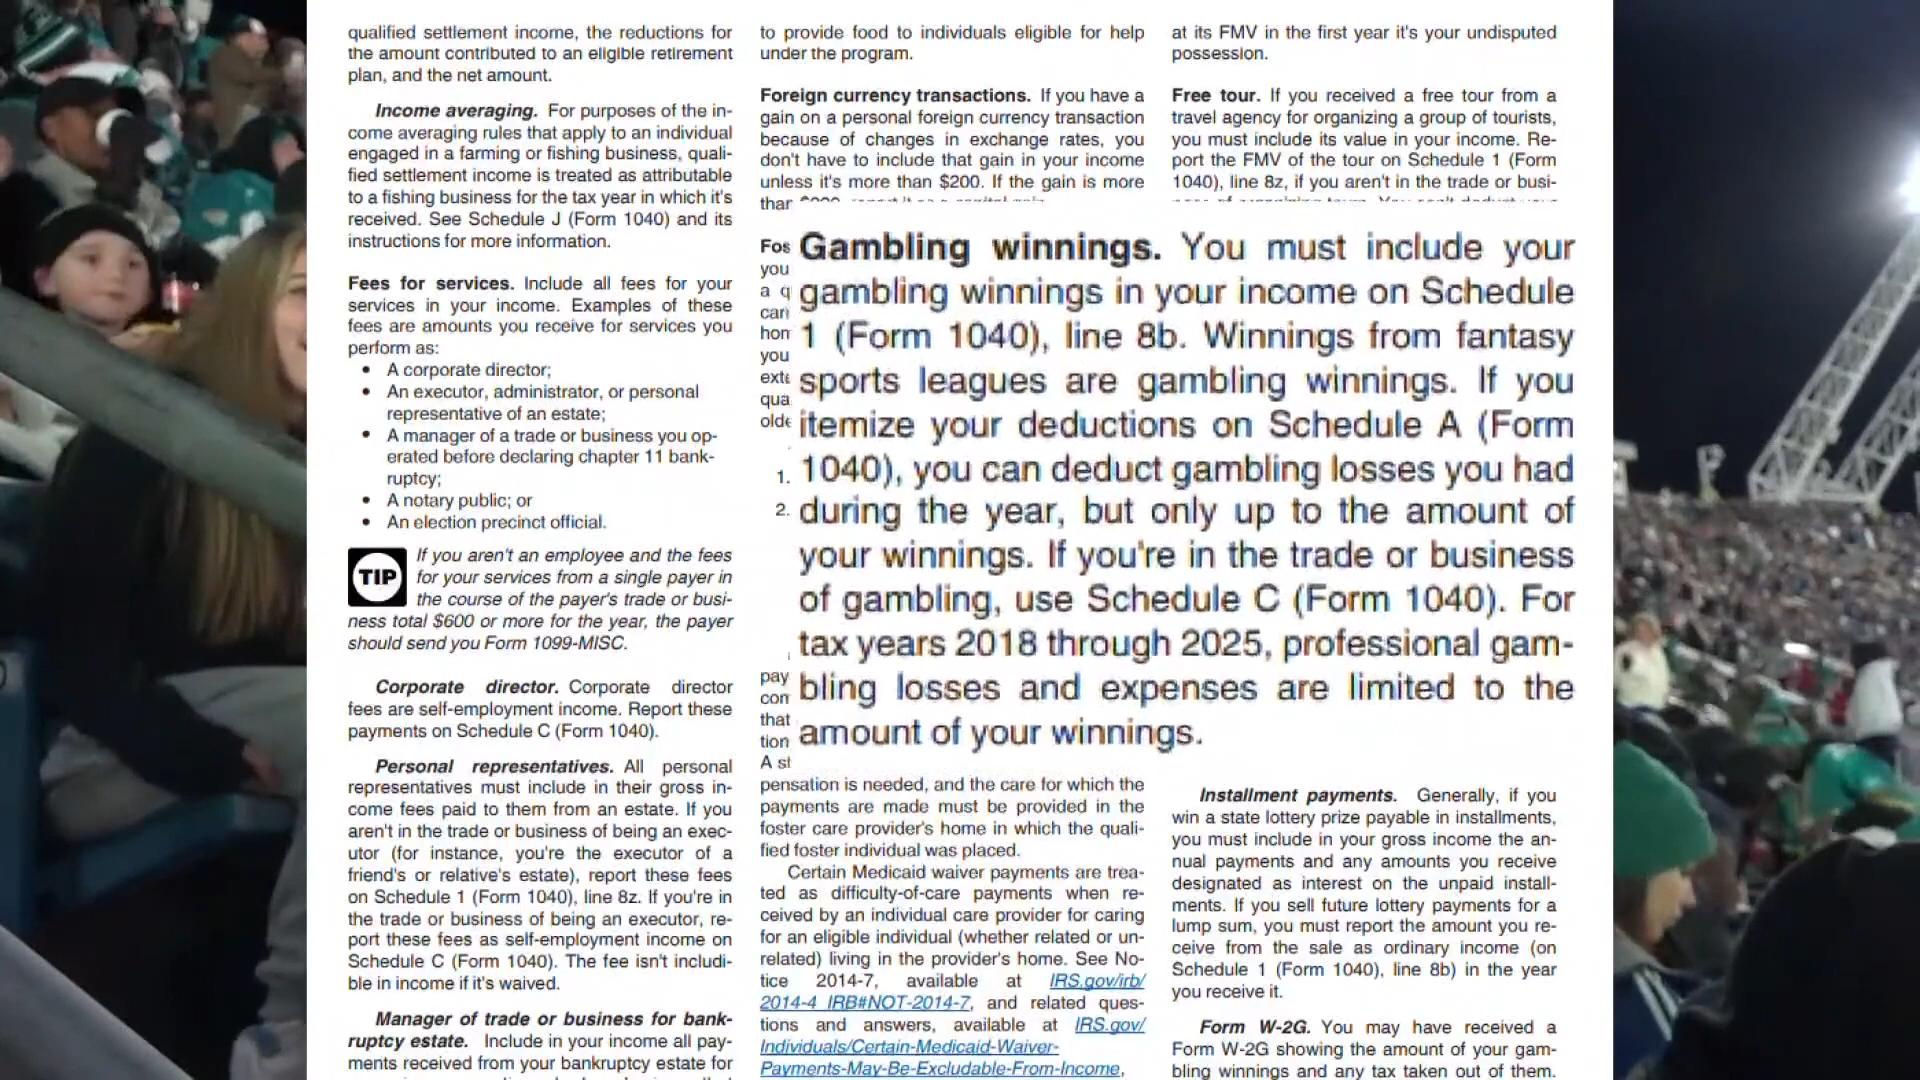 qualified settlement income, the reductions for
the amount contributed to an eligible retirement
plan, and the net amount.
Income averaging. For purposes of the in-
come averaging rules that apply to an individual
engaged in a farming or fishing business, quali-
fied settlement income is treated as attributable
to a fishing business for the tax year in which it's
received. See Schedule J (Form 1040) and its
instructions for more information.
Fees for services. Include all fees for your
services in your income. Examples of these
fees are amounts you receive for services you
perform as:
• A corporate director;
• An executor, administrator, or personal
representative of an estate;
• A manager of a trade or business you op-
erated before declaring chapter 11 bank-
ruptcy;
• A notary public; or
• An election precinct official.
TIP
If you aren't an employee and the fees
for your services from a single payer in
the course of the payer's trade or busi-
ness total $600 or more for the year, the payer
should send you Form 1099-MISC.
Corporate director. Corporate director
fees are self-employment income. Report these
payments on Schedule C (Form 1040).
Personal representatives. All personal
representatives must include in their gross in-
come fees paid to them from an estate. If you
aren't in the trade or business of being an exec-
utor (for instance, you're the executor of a
friend's or relative's estate), report these fees
on Schedule 1 (Form 1040), line 8z. If you're in
the trade or business of being an executor, re-
port these fees as self-employment income on
Schedule C (Form 1040). The fee isn't includi-
ble in income if it's waived.
Manager of trade or business for bank-
ruptcy estate. Include in your income all pay-
ments received from your bankruptcy estate for
to provide food to individuals eligible for help
under the program.
Foreign currency transactions. If you have a
gain on a personal foreign currency transaction
because of changes in exchange rates, you
don't have to include that gain in your income
unless it's more than $200. If the gain is more
than
you
hon
you
1.
2.
pay
that
tion
A
pensation is needed, and the care for which the
payments are made must be provided in the
foster care provider's home in which the quali-
fied foster individual was placed.
Certain Medicaid waiver payments are trea-
ted as difficulty-of-care payments when re-
ceived by an individual care provider for caring
for an eligible individual (whether related or un-
related) living in the provider's home. See No-
tice 2014-7, available at IRS.gov/irb/
2014-4_IRB#NOT-2014-7, and related ques-
tions and answers, available at IRS.gov/
Individuals/Certain-Medicaid-Waiver-
Payments-May-Be-Excludable-From-Income,
at its FMV in the first year it's your undisputed
possession.
Free tour. If you received a free tour from a
travel agency for organizing a group of tourists,
you must include its value in your income. Re-
port the FMV of the tour on Schedule 1 (Form
1040), line 8z, if you aren't in the trade or busi-
Gambling winnings. You must include your
gambling winnings in your income on Schedule
1 (Form 1040), line 8b. Winnings from fantasy
sports leagues are gambling winnings. If you
itemize your deductions on Schedule A (Form
1040), you can deduct gambling losses you had
during the year, but only up to the amount of
your winnings. If you're in the trade or business
of gambling, use Schedule C (Form 1040). For
tax years 2018 through 2025, professional gam-
bling losses and expenses are limited to the
amount of your winnings.
Installment payments. Generally, if you
win a state lottery prize payable in installments,
you must include in your gross income the an-
nual payments and any amounts you receive
designated as interest on the unpaid install-
ments. If you sell future lottery payments for a
lump sum, you must report the amount you re-
ceive from the sale as ordinary income (on
Schedule 1 (Form 1040), line 8b) in the year
you receive it.
Form W-2G. You may have received a
Form W-2G showing the amount of your gam-
bling winnings and any tax taken out of them.